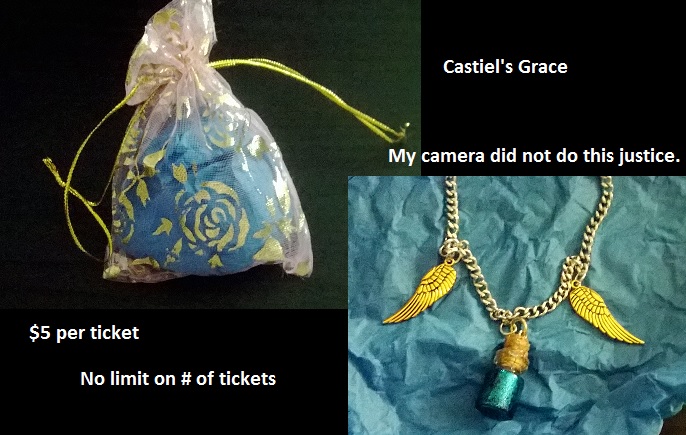 Castiel's Grace
My camera did not do this justice.
$5 per ticket
No limit on # of tickets